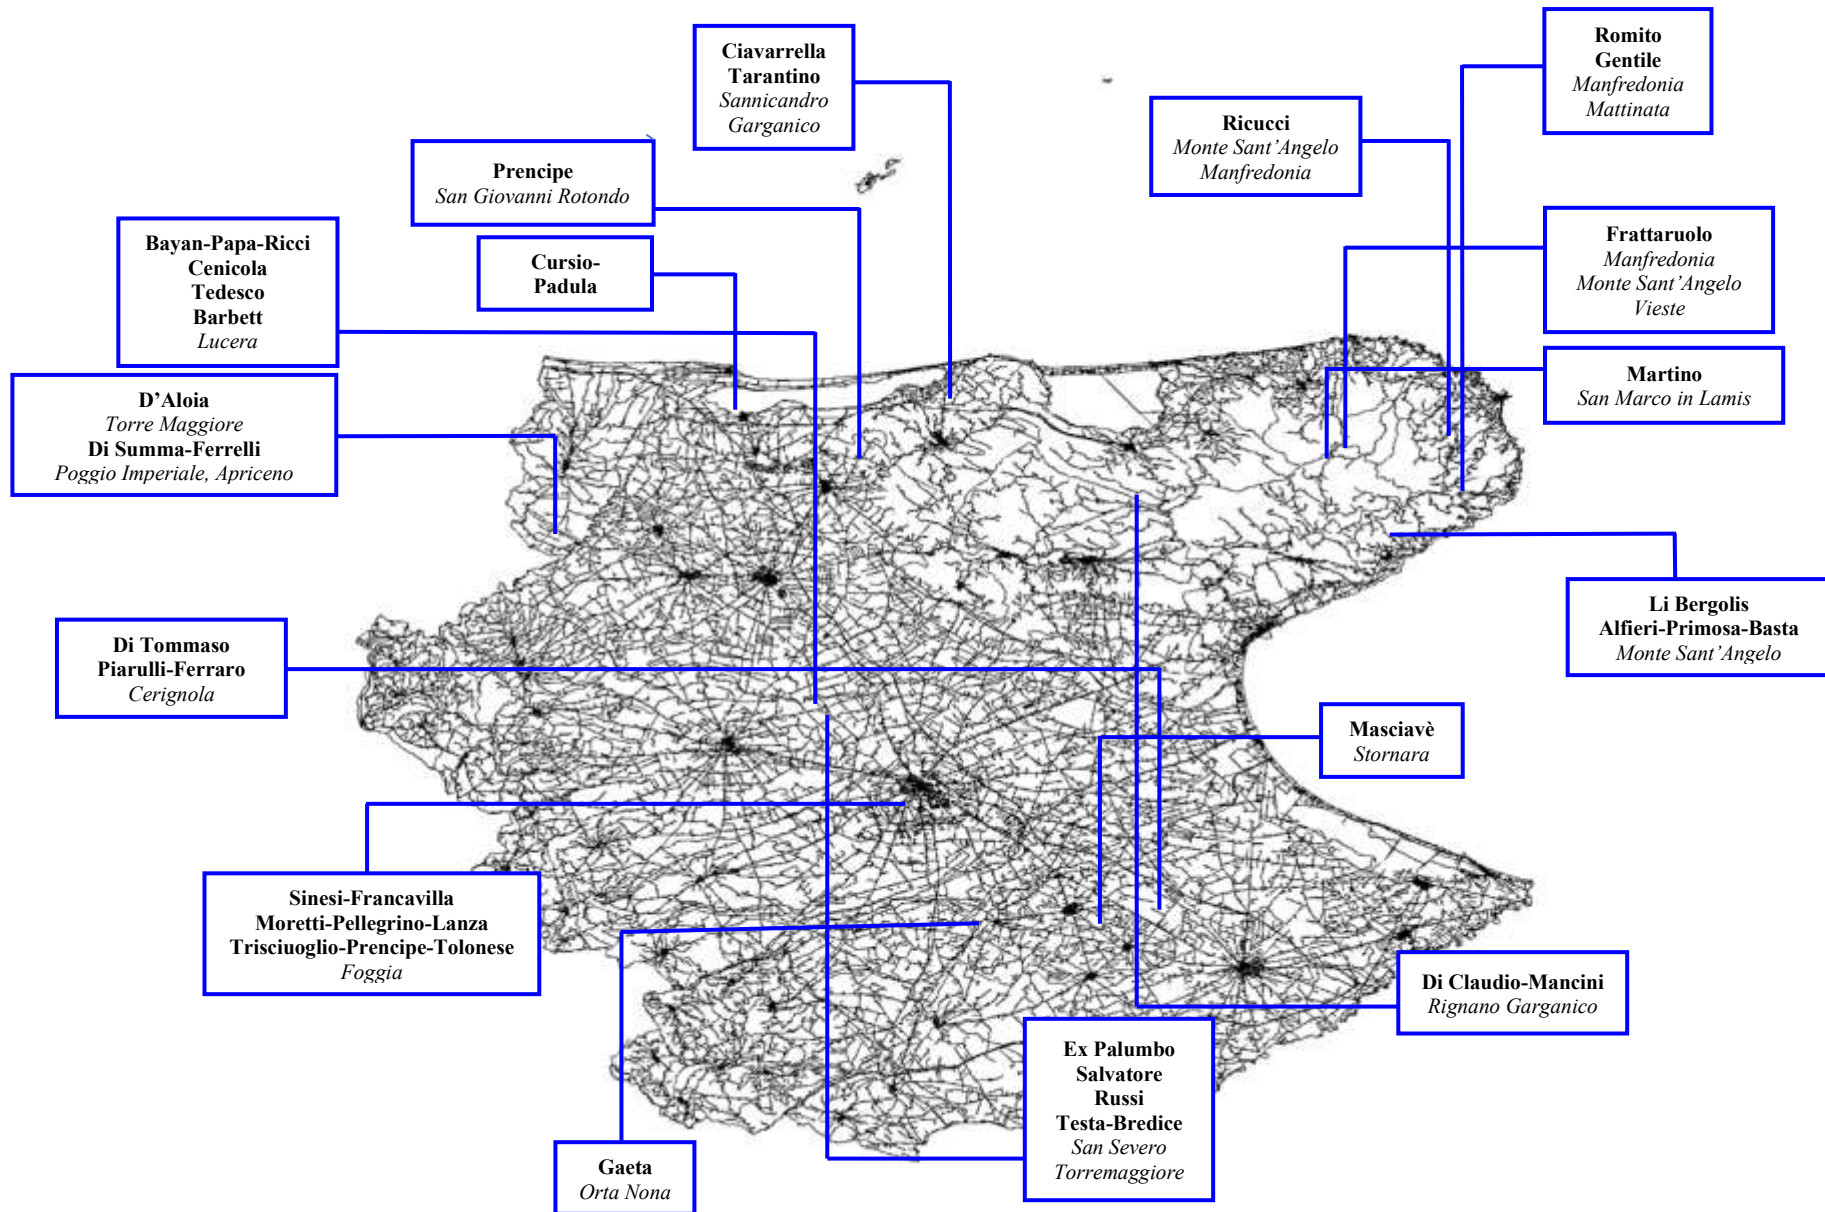 Ciavarrella
Tarantino
Sannicandro
Garganico
Romito
Gentile
Manfredonia
Mattinata
Ricucci
Monte Sant’Angelo
Manfredonia
Prencipe
San Giovanni Rotondo
Bayan-Papa-Ricci
Cenicola
Tedesco
Barbett
Lucera
Cursio-
Padula
Frattaruolo
Manfredonia
Monte Sant’Angelo
Vieste
Martino
San Marco in Lamis
D’Aloia
Torre Maggiore
Di Summa-Ferrelli
Poggio Imperiale, Apriceno
Li Bergolis
Alfieri-Primosa-Basta
Monte Sant’Angelo
Di Tommaso
Piarulli-Ferraro
Cerignola
Masciavè
Stornara
Sinesi-Francavilla
Moretti-Pellegrino-Lanza
Trisciuoglio-Prencipe-Tolonese
Foggia
Di Claudio-Mancini
Rignano Garganico
Ex Palumbo
Salvatore
Russi
Testa-Bredice
San Severo
Torremaggiore
Gaeta
Orta Nona